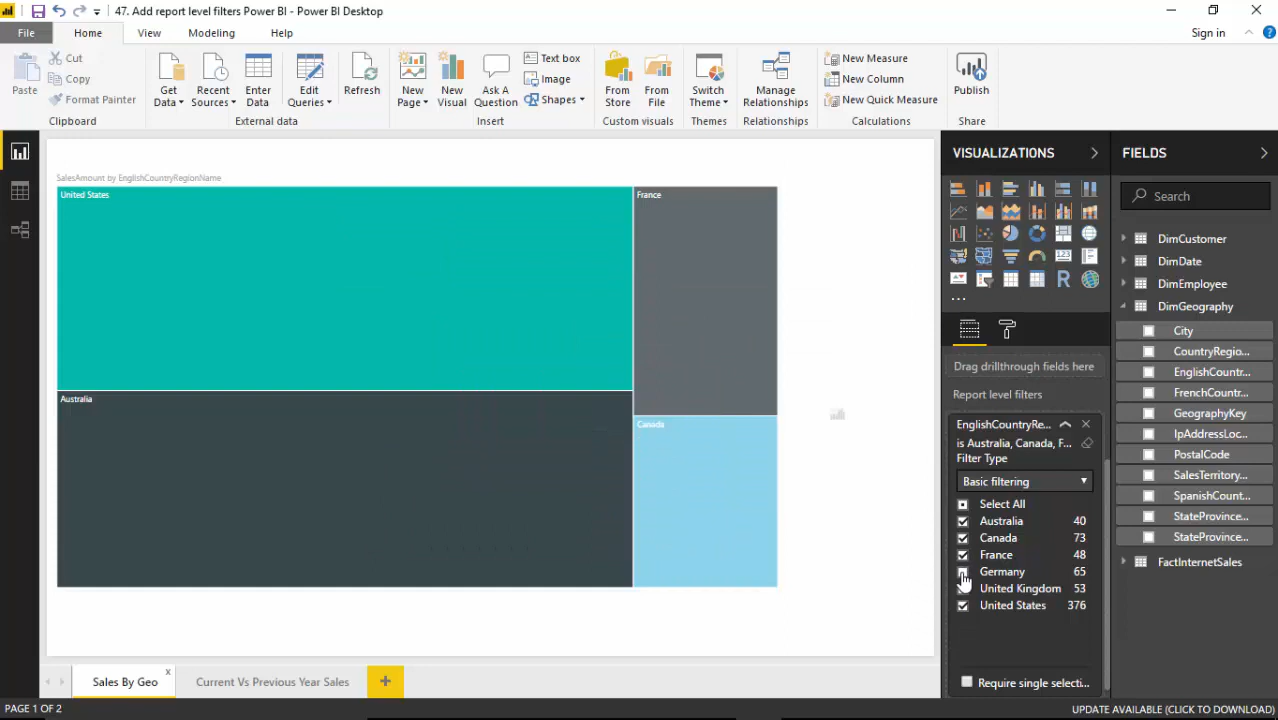 47. Add report level filters Power BI - Power BI Desktop
File
Home
View
Modeling
Help
Sign in
Paste
Cut
Copy
Format Painter
Clipboard
Get Data
Recent Sources
Enter Data
Edit Queries
Refresh
External data
New Page
New Visual
Ask A Question
Text box
Image
Shapes
Insert
From Store
From File
Custom visuals
Switch Theme
Themes
Manage Relationships
Relationships
New Measure
New Column
New Quick Measure
Calculations
Publish
Share
SalesAmount by EnglishCountryRegionName
United States
France
Australia
Canada
VISUALIZATIONS
R
...
Drag drillthrough fields here
Report level filters
EnglishCountryRe...
is Australia, Canada, F...
Filter Type
Basic filtering
Select All
Australia 40
Canada 73
France 48
Germany 65
United Kingdom 53
United States 376
Require single selecti...
FIELDS
Search
DimCustomer
DimDate
DimEmployee
DimGeography
City
CountryRegio...
EnglishCountr...
FrenchCountr...
GeographyKey
IpAddressLoc...
PostalCode
SalesTerritory...
SpanishCount...
StateProvince...
StateProvince...
FactInternetSales
Sales By Geo
Current Vs Previous Year Sales
PAGE 1 OF 2
UPDATE AVAILABLE (CLICK TO DOWNLOAD)